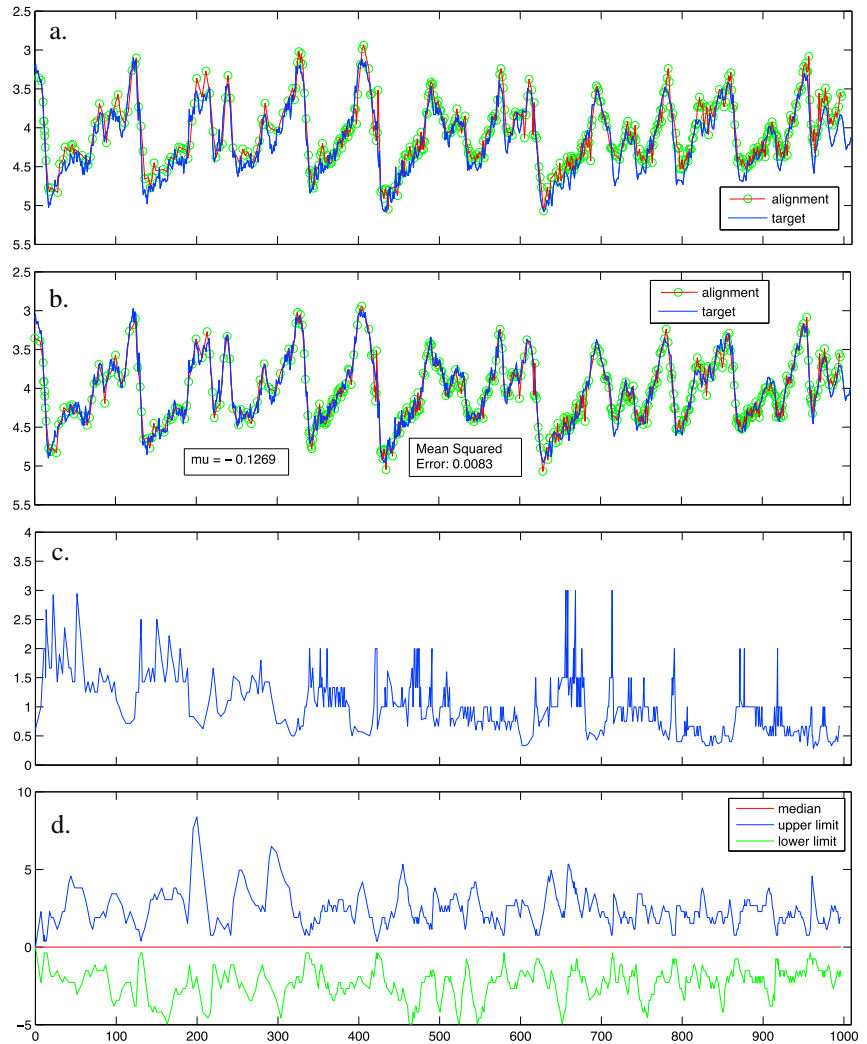 a.
2.5
3
3.5
4
4.5
5
5.5
alignment
target
b.
2.5
3
3.5
4
4.5
5
5.5
alignment
target
mu = − 0.1269
Mean Squared
Error: 0.0083
c.
4
3.5
3
2.5
2
1.5
1
0.5
0
d.
10
5
0
−5
median
upper limit
lower limit
0 100 200 300 400 500 600 700 800 900 1000